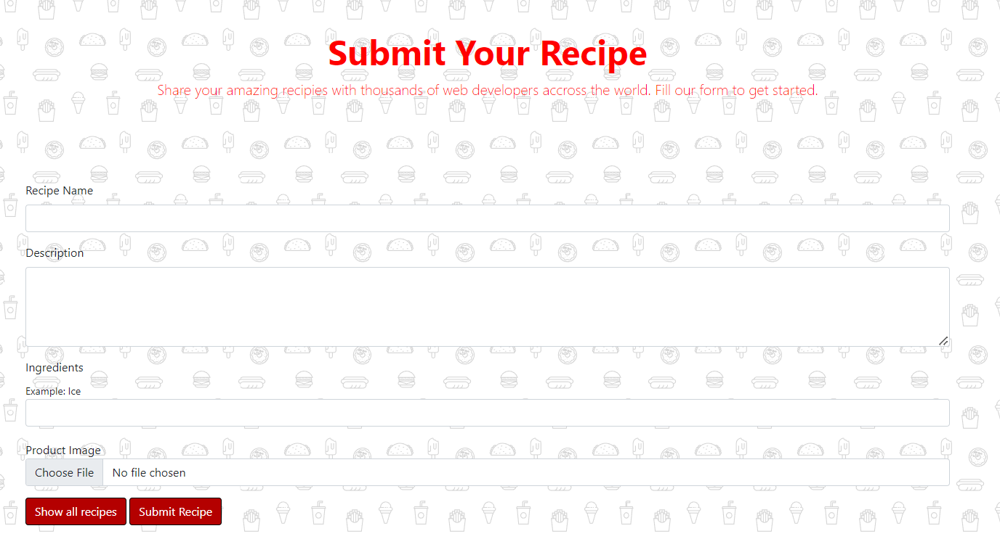 Submit Your Recipe
Share your amazing recipies with thousands of web developers accross the world. Fill our form to get started.
Recipe Name
Description
Ingredients
Example: Ice
Product Image
Choose File No file chosen
Show all recipes Submit Recipe